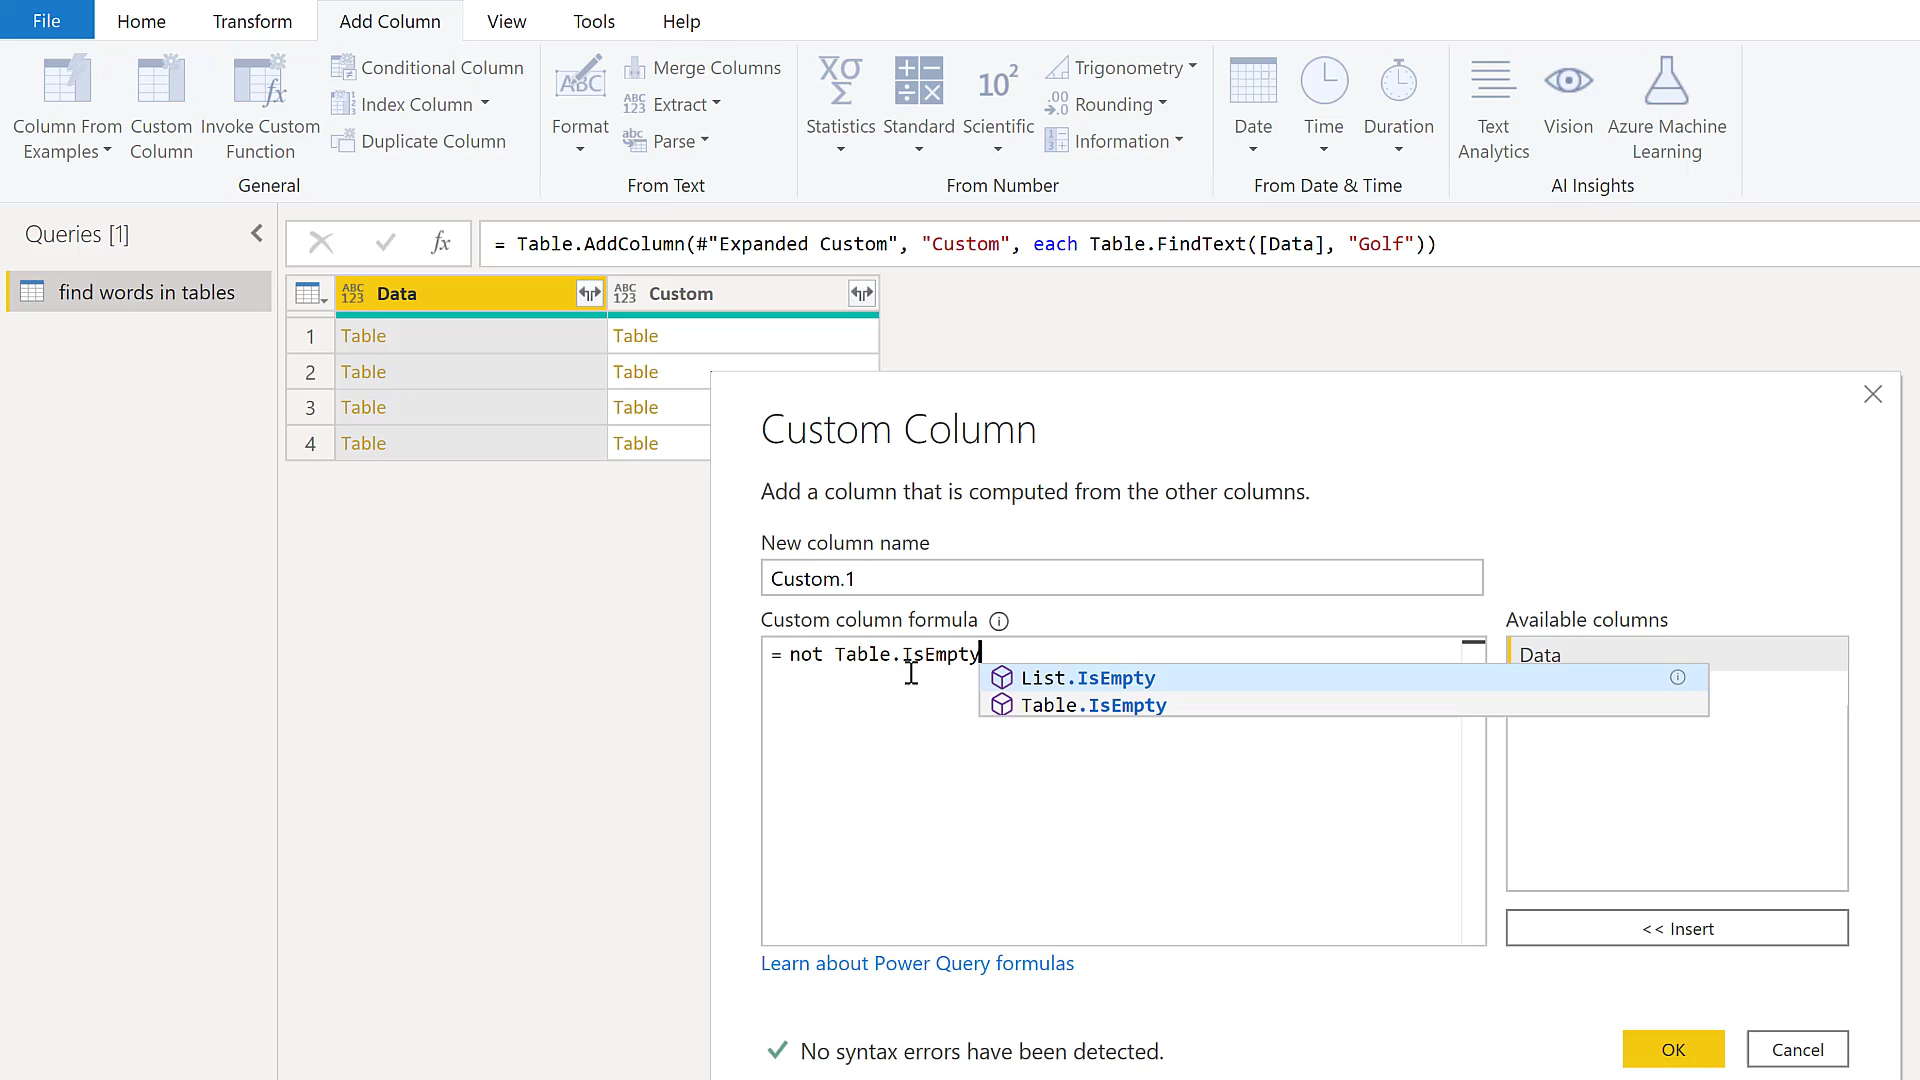 File Home Transform Add Column View Tools Help
Column From Examples
Custom Column
Invoke Custom Function
Conditional Column
Index Column
Duplicate Column
General
Format
Merge Columns
Extract
Parse
From Text
Statistics
Standard
Scientific
Trigonometry
Rounding
Information
From Number
Date
Time
Duration
From Date & Time
Text Analytics
Vision
Azure Machine Learning
AI Insights
Queries [1]
find words in tables
= Table.AddColumn(#"Expanded Custom", "Custom", each Table.FindText([Data], "Golf"))
ABC 123 Data ABC 123 Custom
1 Table Table
2 Table Table
3 Table Table
4 Table Table
Custom Column
Add a column that is computed from the other columns.
New column name
Custom.1
Custom column formula
= not Table.IsEmpty
List.IsEmpty
Table.IsEmpty
Available columns
Data
<< Insert
Learn about Power Query formulas
No syntax errors have been detected.
OK Cancel